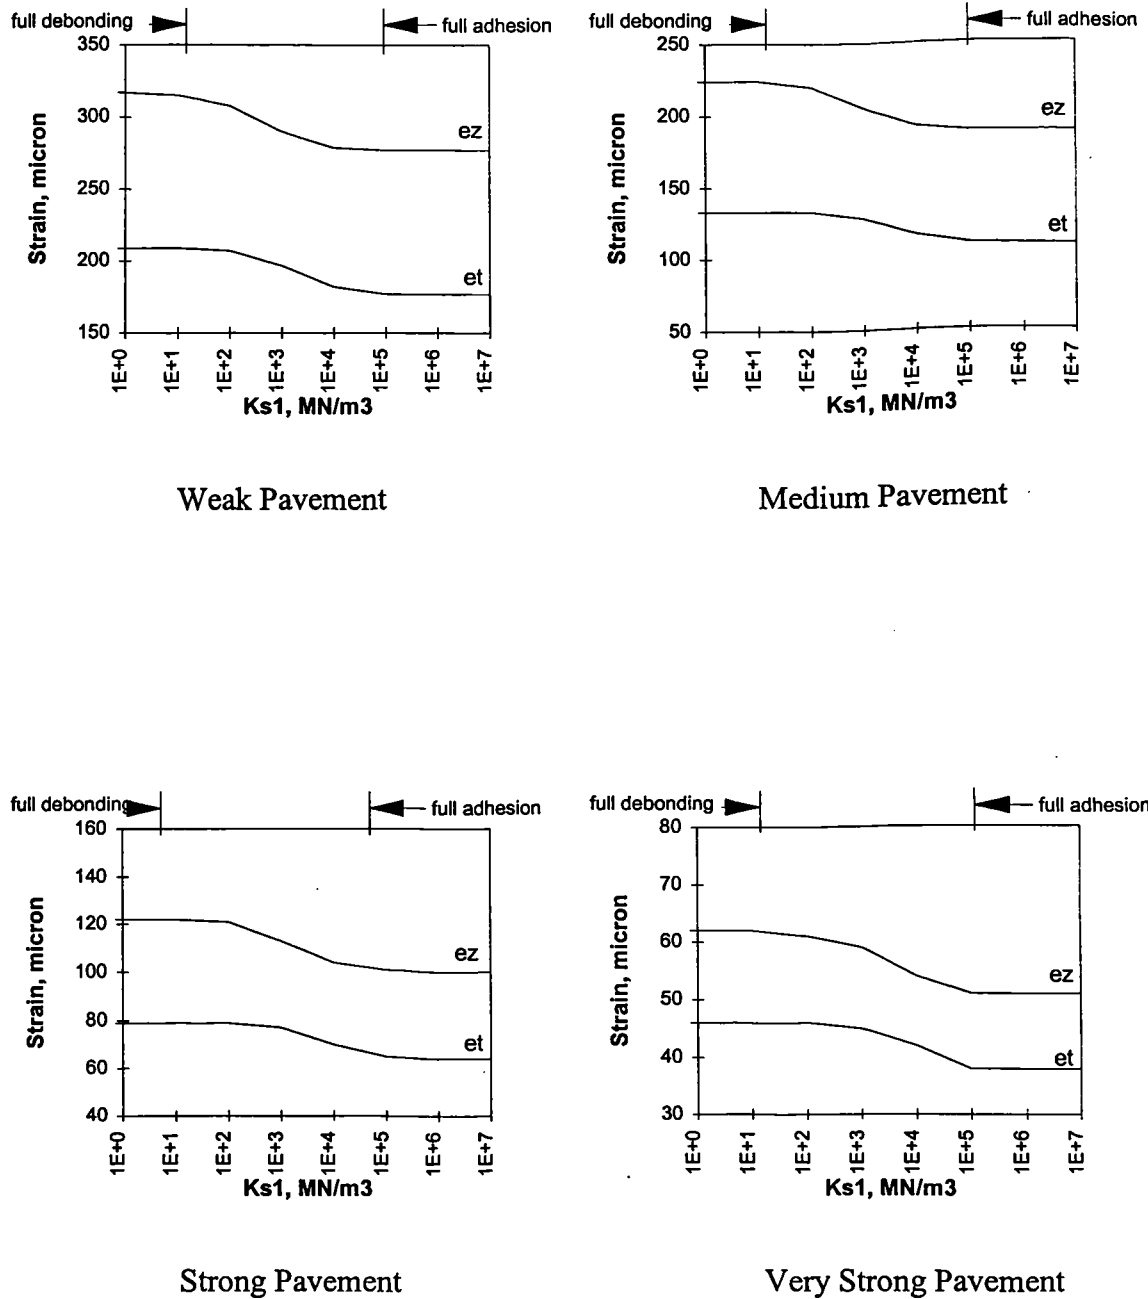 full debonding
full adhesion
350
300
250
200
150
Strain, micron
ez
et
1E+0
1E+1
1E+2
1E+3
1E+4
1E+5
1E+6
1E+7
Ks1, MN/m3
Weak Pavement
full debonding
full adhesion
250
200
150
100
50
Strain, micron
ez
et
1E+0
1E+1
1E+2
1E+3
1E+4
1E+5
1E+6
1E+7
Ks1, MN/m3
Medium Pavement
full debonding
full adhesion
160
140
120
100
80
60
40
Strain, micron
ez
et
1E+0
1E+1
1E+2
1E+3
1E+4
1E+5
1E+6
1E+7
Ks1, MN/m3
Strong Pavement
full debonding
full adhesion
80
70
60
50
40
30
Strain, micron
ez
et
1E+0
1E+1
1E+2
1E+3
1E+4
1E+5
1E+6
1E+7
Ks1, MN/m3
Very Strong Pavement